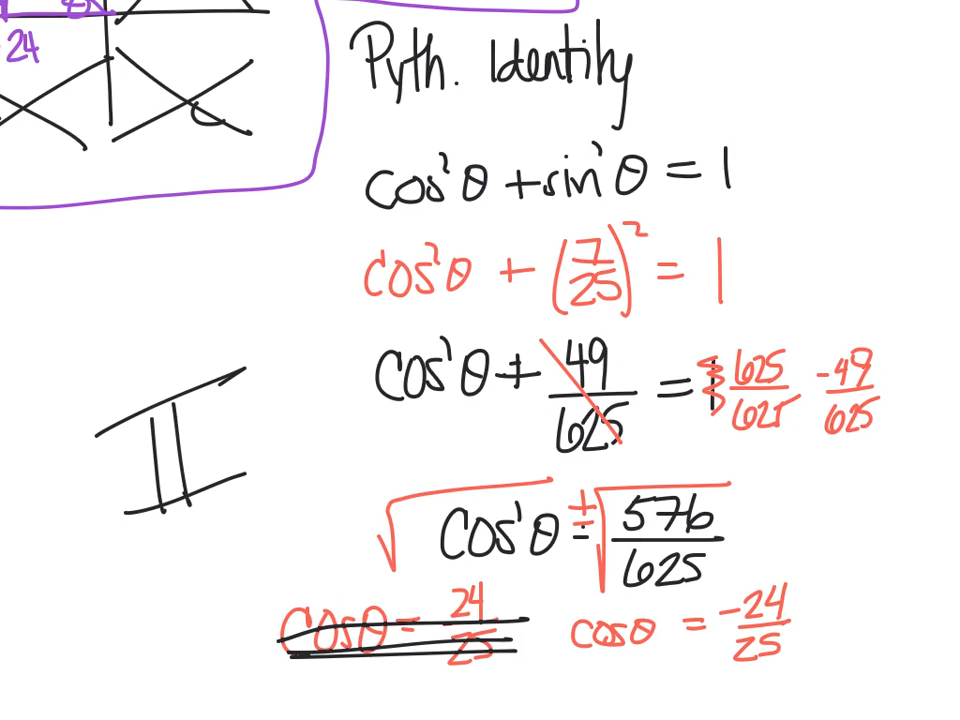 24
Pyth. Identity
cos²θ + sin²θ = 1
cos²θ + (7/25)² = 1
cos²θ + 49/625 = 1 625/625 - 49/625
II
√cos²θ = ±√576/625
cosθ = 24/25 cosθ = -24/25